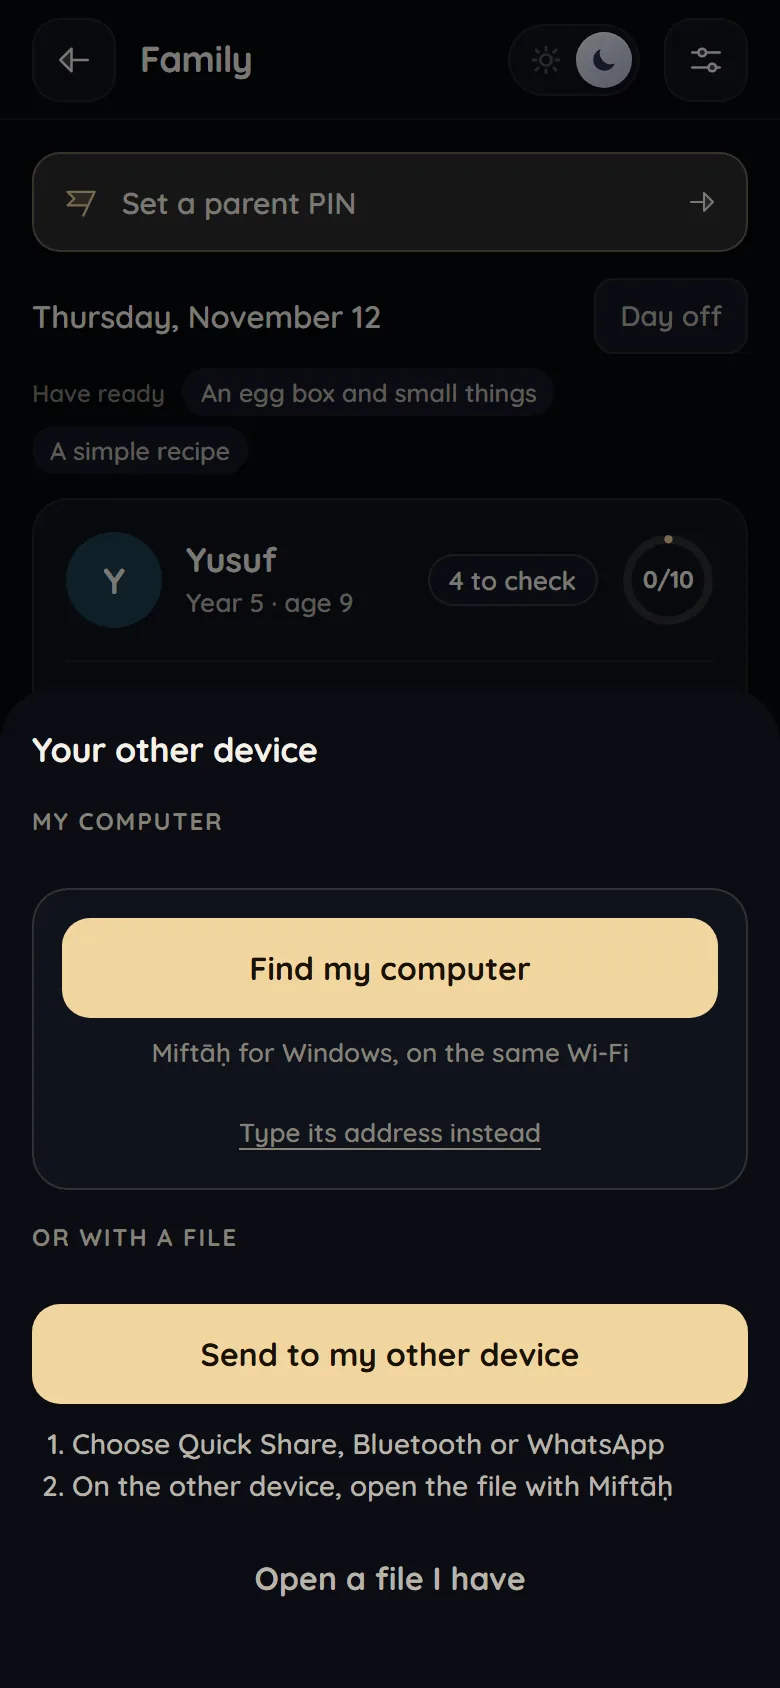 Family
Set a parent PIN
Thursday, November 12
Day off
Have ready
An egg box and small things
A simple recipe
Y
Yusuf
Year 5 · age 9
4 to check
0/10
Your other device
MY COMPUTER
Find my computer
Miftāḥ for Windows, on the same Wi-Fi
Type its address instead
OR WITH A FILE
Send to my other device
1. Choose Quick Share, Bluetooth or WhatsApp
2. On the other device, open the file with Miftāḥ
Open a file I have